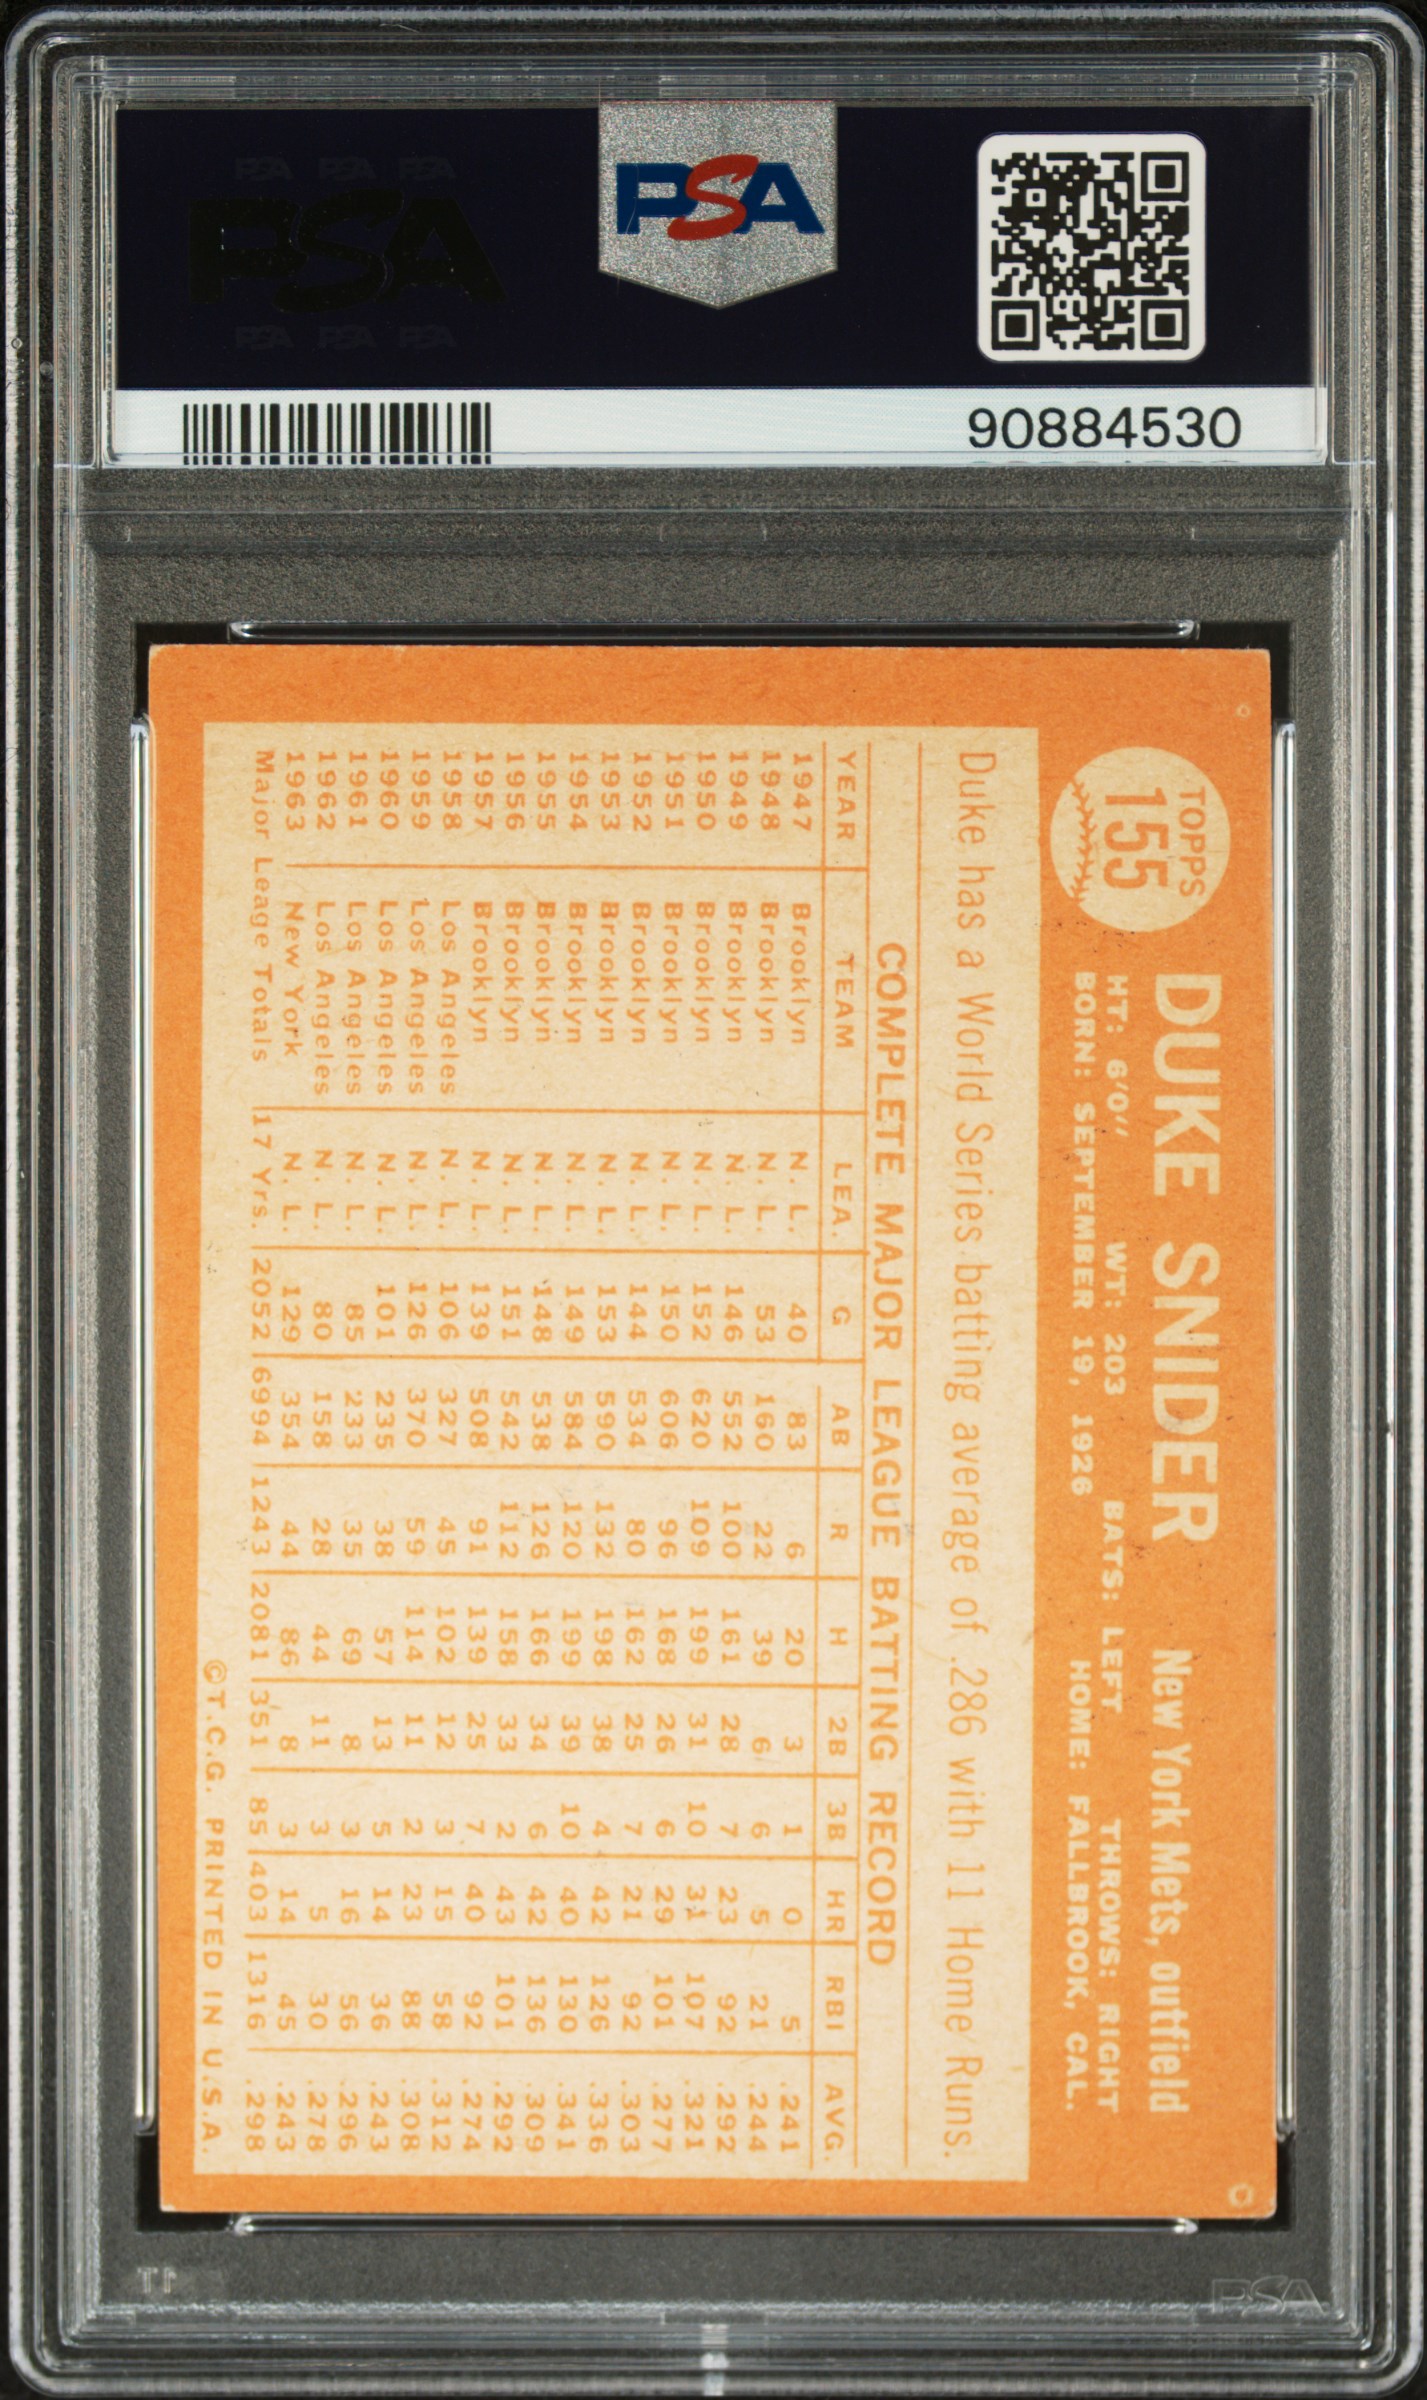 PSA PSA PSA
PSA
PSA PSA PSA
PSA
90884530
TOPPS
155
DUKE SNIDER New York Mets, outfield
HT: 6'0" WT: 203 BATS: LEFT THROWS: RIGHT
BORN: SEPTEMBER 19, 1926 HOME: FALLBROOK, CAL.
Duke has a World Series batting average of .286 with 11 Home Runs.
COMPLETE MAJOR LEAGUE BATTING RECORD
YEAR TEAM LEA. G AB R H 2B 3B HR RBI AVG.
1947 Brooklyn N. L. 40 83 6 20 3 1 0 5 .241
1948 Brooklyn N. L. 53 160 22 39 6 6 5 21 .244
1949 Brooklyn N. L. 146 552 100 161 28 7 23 92 .292
1950 Brooklyn N. L. 152 620 109 199 31 10 31 107 .321
1951 Brooklyn N. L. 150 606 96 168 26 6 29 101 .277
1952 Brooklyn N. L. 144 534 80 162 25 7 21 92 .303
1953 Brooklyn N. L. 153 590 132 198 38 4 42 126 .336
1954 Brooklyn N. L. 149 584 120 199 39 10 40 130 .341
1955 Brooklyn N. L. 148 538 126 166 34 6 42 136 .309
1956 Brooklyn N. L. 151 542 112 158 33 2 43 101 .292
1957 Brooklyn N. L. 139 508 91 139 25 7 40 92 .274
1958 Los Angeles N. L. 106 327 45 102 12 3 15 58 .312
1959 Los Angeles N. L. 126 370 59 114 11 2 23 88 .308
1960 Los Angeles N. L. 101 235 38 57 13 5 14 36 .243
1961 Los Angeles N. L. 85 233 35 69 8 3 16 56 .296
1962 Los Angeles N. L. 80 158 28 44 11 3 5 30 .278
1963 New York N. L. 129 354 44 86 8 3 14 45 .243
Major League Totals 17 Yrs. 2052 6994 1243 2081 351 85 403 1316 .298
©T.C.G. PRINTED IN U.S.A.
PSA